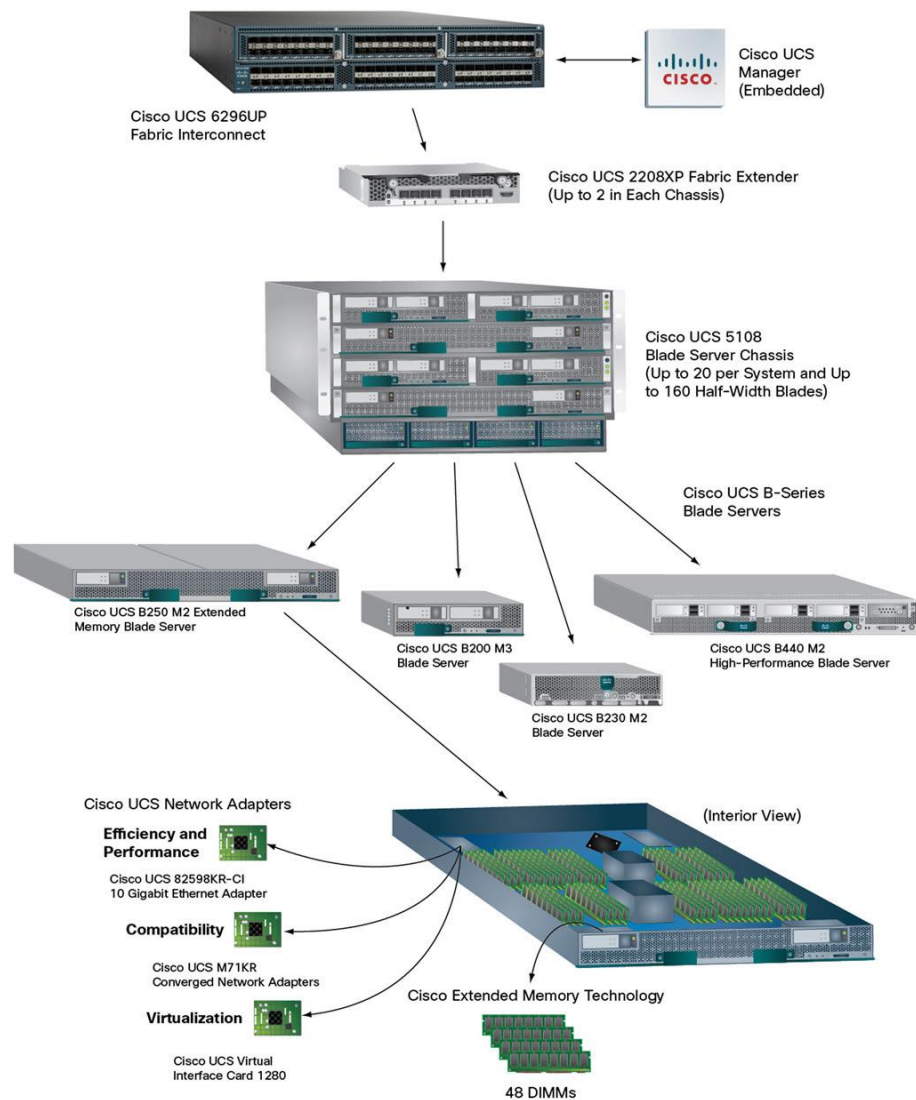 CISCO
Cisco UCS
Manager
(Embedded)
Cisco UCS 6296UP
Fabric Interconnect
Cisco UCS 2208XP Fabric Extender
(Up to 2 in Each Chassis)
Cisco UCS 5108
Blade Server Chassis
(Up to 20 per System and Up
to 160 Half-Width Blades)
Cisco UCS B-Series
Blade Servers
Cisco UCS B250 M2 Extended
Memory Blade Server
Cisco UCS B200 M3
Blade Server
Cisco UCS B440 M2
High-Performance Blade Server
Cisco UCS B230 M2
Blade Server
Cisco UCS Network Adapters
(Interior View)
Efficiency and
Performance
Cisco UCS 82598KR-CI
10 Gigabit Ethernet Adapter
Compatibility
Cisco UCS M71KR
Converged Network Adapters
Virtualization
Cisco UCS Virtual
Interface Card 1280
Cisco Extended Memory Technology
48 DIMMs